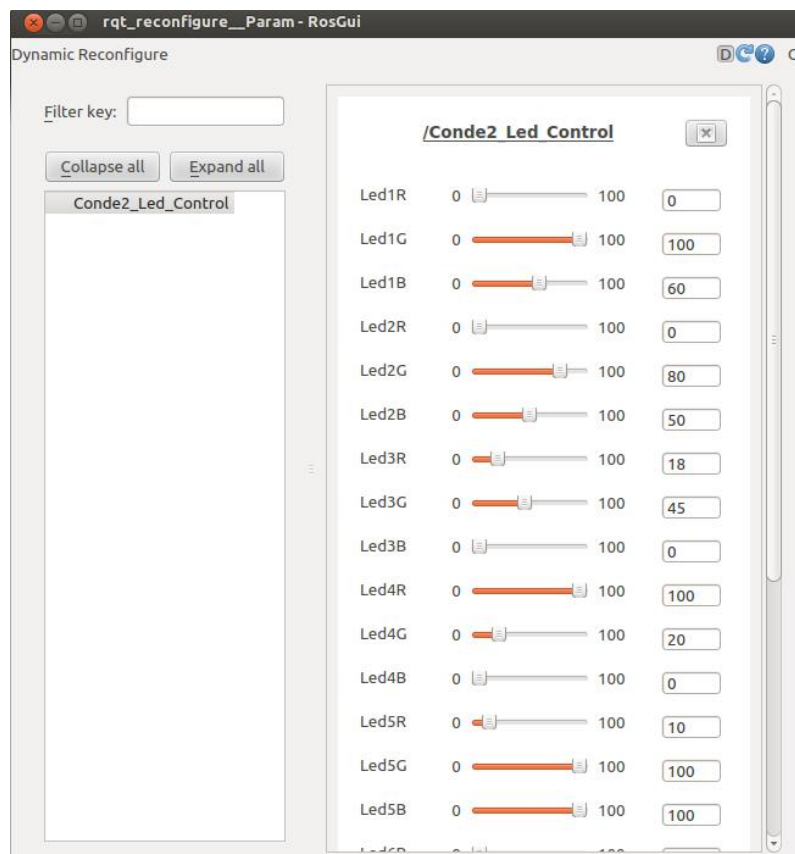 rqt_reconfigure__Param - RosGui
Dynamic Reconfigure
D
Filter key:
Collapse all Expand all
Conde2_Led_Control
/Conde2_Led_Control
Led1R 0 100 0
Led1G 0 100 100
Led1B 0 100 60
Led2R 0 100 0
Led2G 0 100 80
Led2B 0 100 50
Led3R 0 100 18
Led3G 0 100 45
Led3B 0 100 0
Led4R 0 100 100
Led4G 0 100 20
Led4B 0 100 0
Led5R 0 100 10
Led5G 0 100 100
Led5B 0 100 100